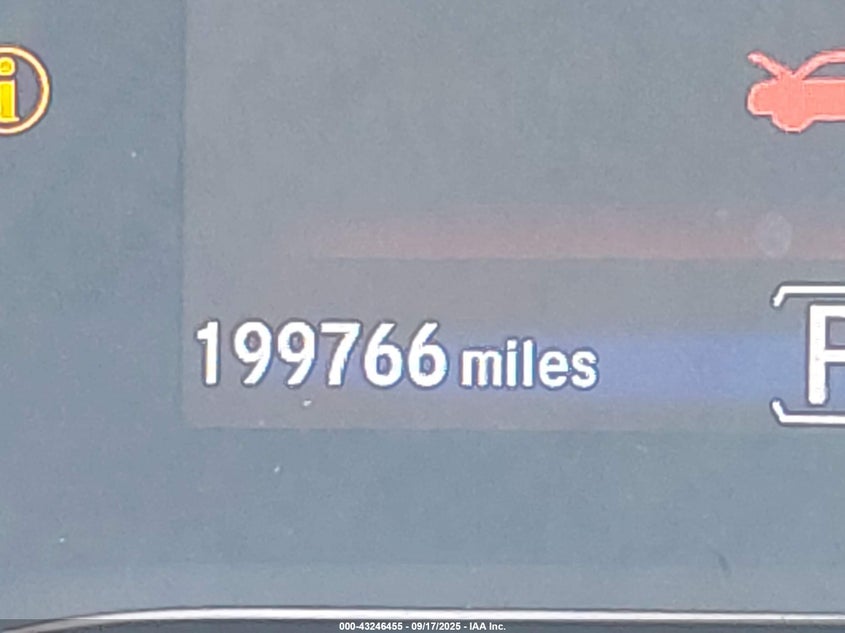 i
199766 miles
P
000-43246455 - 09/17/2025 - IAA Inc.